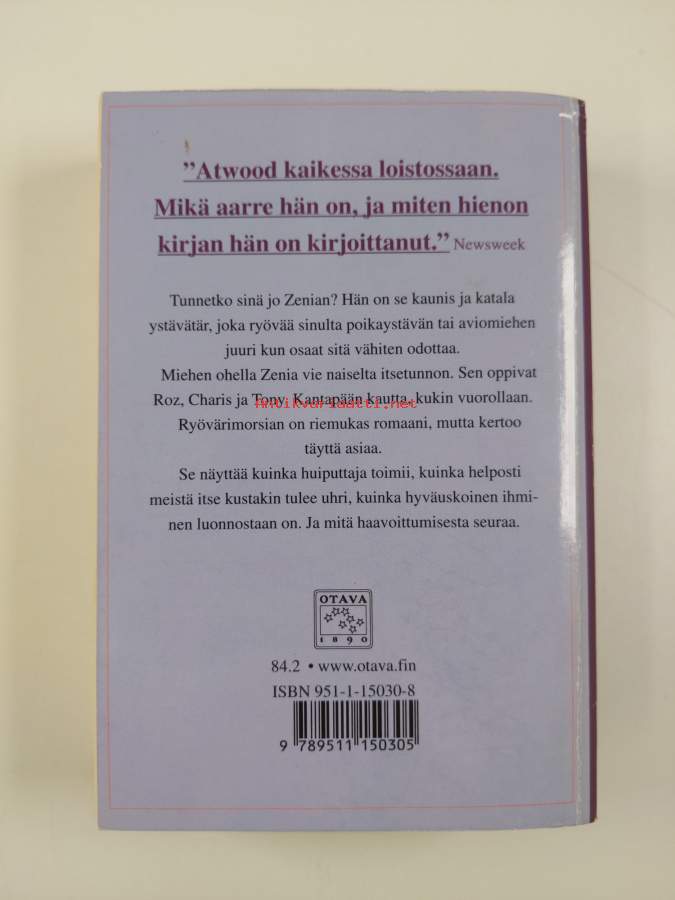 ”Atwood kaikessa loistossaan.
Mikä aarre hän on, ja miten hienon
kirjan hän on kirjoittanut.” Newsweek
Tunnetko sinä jo Zenian? Hän on se kaunis ja katala
ystävätär, joka ryövää sinulta poikaystävän tai aviomiehen
juuri kun osaat sitä vähiten odottaa.
Miehen ohella Zenia vie naiselta itsetunnon. Sen oppivat
Roz, Charis ja Tony. Kantapään kautta, kukin vuorollaan.
Antikvariaatti.net
Ryövärimorsian on riemukas romaani, mutta kertoo
täyttä asiaa.
Se näyttää kuinka huiputtaja toimii, kuinka helposti
meistä itse kustakin tulee uhri, kuinka hyväuskoinen ihmi-
nen luonnostaan on. Ja mitä haavoittumisesta seuraa.
OTAVA
1890
84.2 • www.otava.fin
ISBN 951-1-15030-8
9 789511 150305